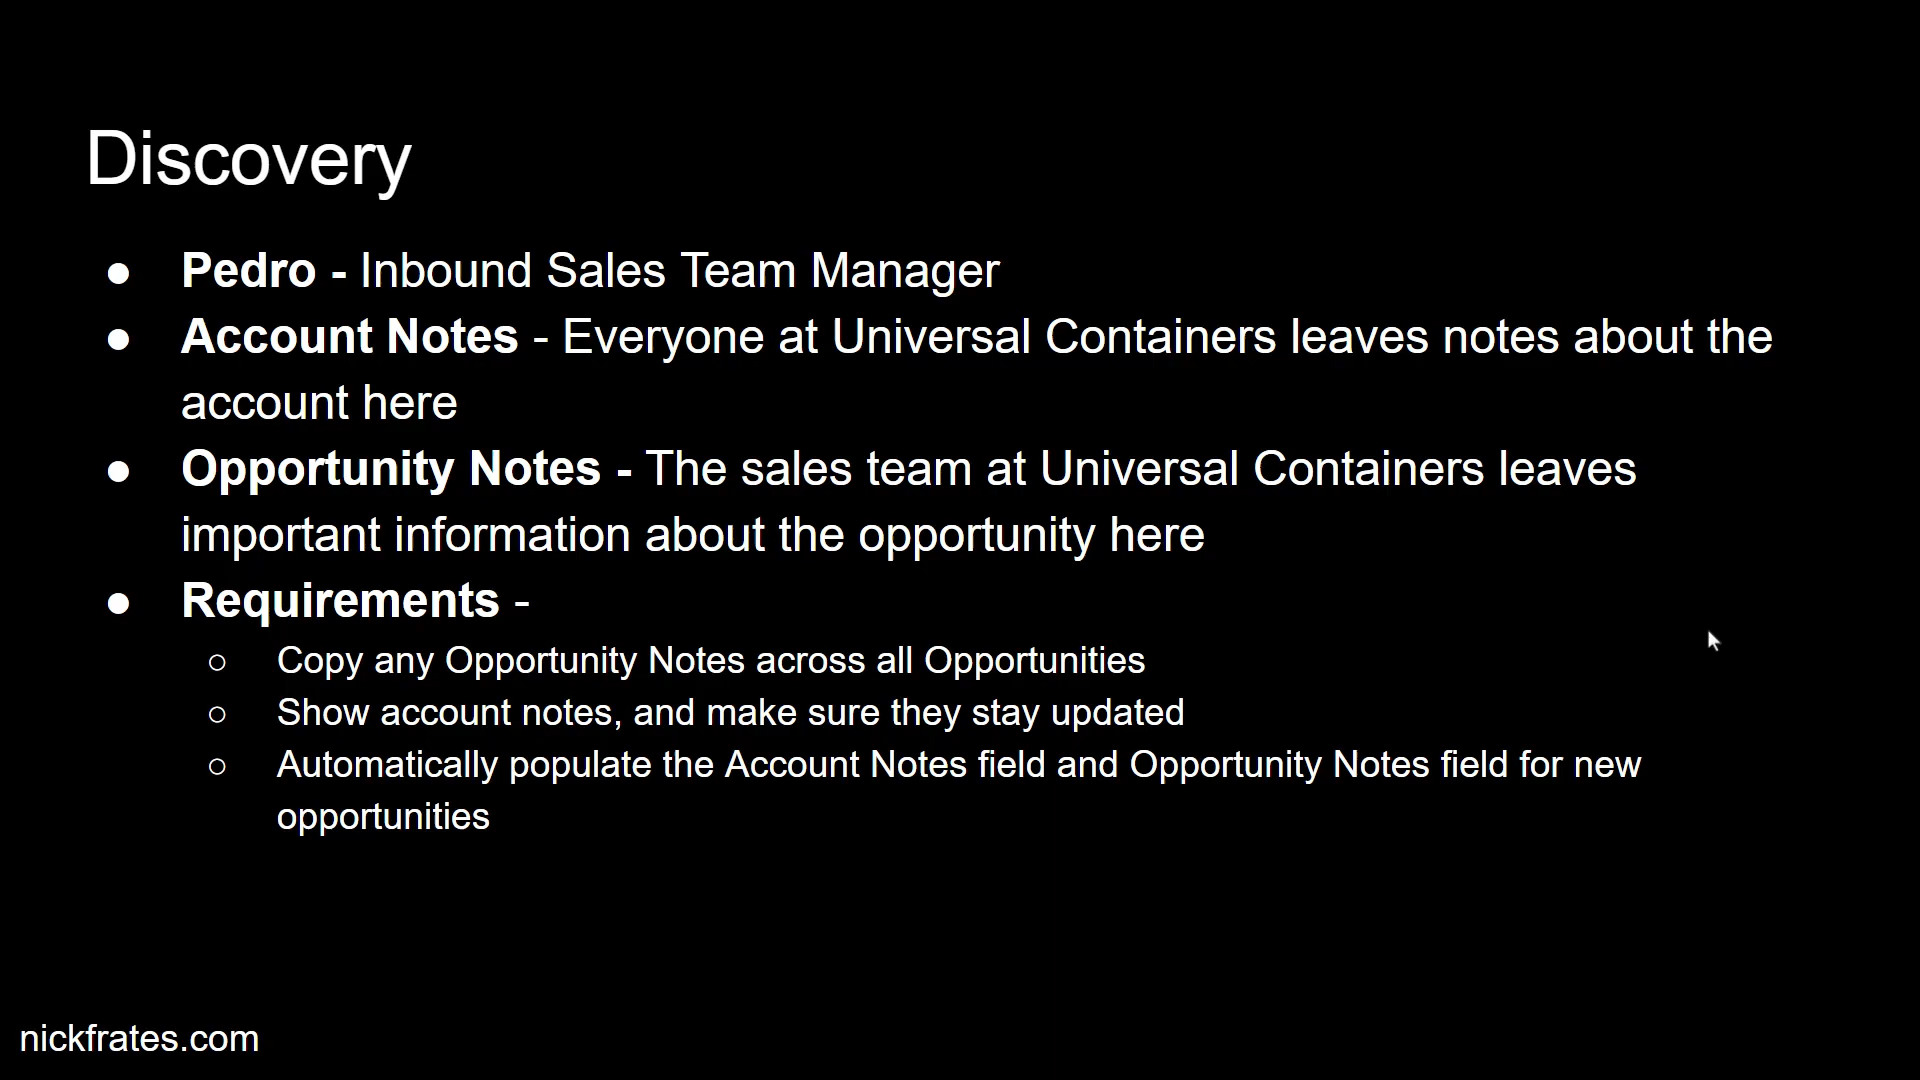 Discovery
● Pedro - Inbound Sales Team Manager
● Account Notes - Everyone at Universal Containers leaves notes about the
account here
● Opportunity Notes - The sales team at Universal Containers leaves
important information about the opportunity here
● Requirements -
○ Copy any Opportunity Notes across all Opportunities
○ Show account notes, and make sure they stay updated
○ Automatically populate the Account Notes field and Opportunity Notes field for new
opportunities
nickfrates.com